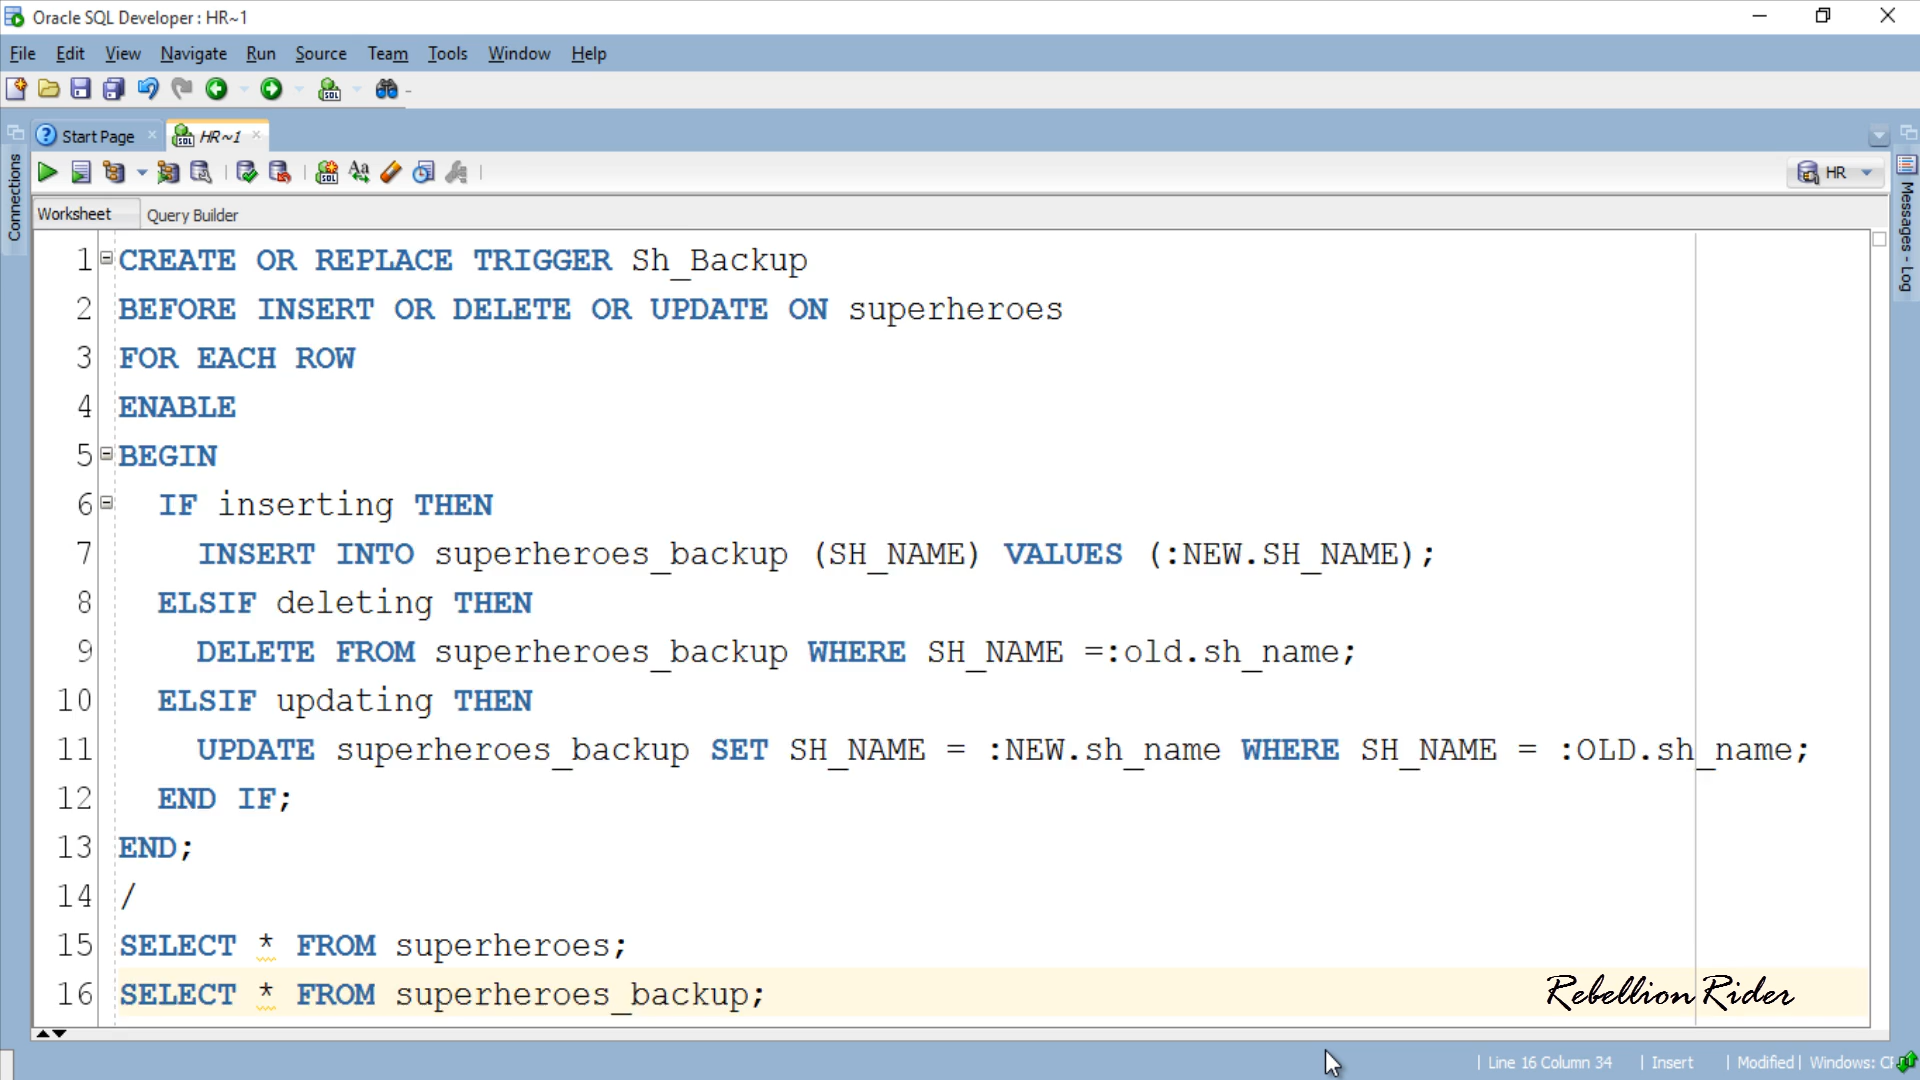 Oracle SQL Developer : HR~1
File Edit View Navigate Run Source Team Tools Window Help
Start Page HR~1
Connections
HR
Messages - Log
Worksheet Query Builder
1 CREATE OR REPLACE TRIGGER Sh_Backup
2 BEFORE INSERT OR DELETE OR UPDATE ON superheroes
3 FOR EACH ROW
4 ENABLE
5 BEGIN
6 IF inserting THEN
7 INSERT INTO superheroes_backup (SH_NAME) VALUES (:NEW.SH_NAME);
8 ELSIF deleting THEN
9 DELETE FROM superheroes_backup WHERE SH_NAME =:old.sh_name;
10 ELSIF updating THEN
11 UPDATE superheroes_backup SET SH_NAME = :NEW.sh_name WHERE SH_NAME = :OLD.sh_name;
12 END IF;
13 END;
14 /
15 SELECT * FROM superheroes;
16 SELECT * FROM superheroes_backup;
Rebellion Rider
| Line 16 Column 34 | Insert | Modified | Windows: